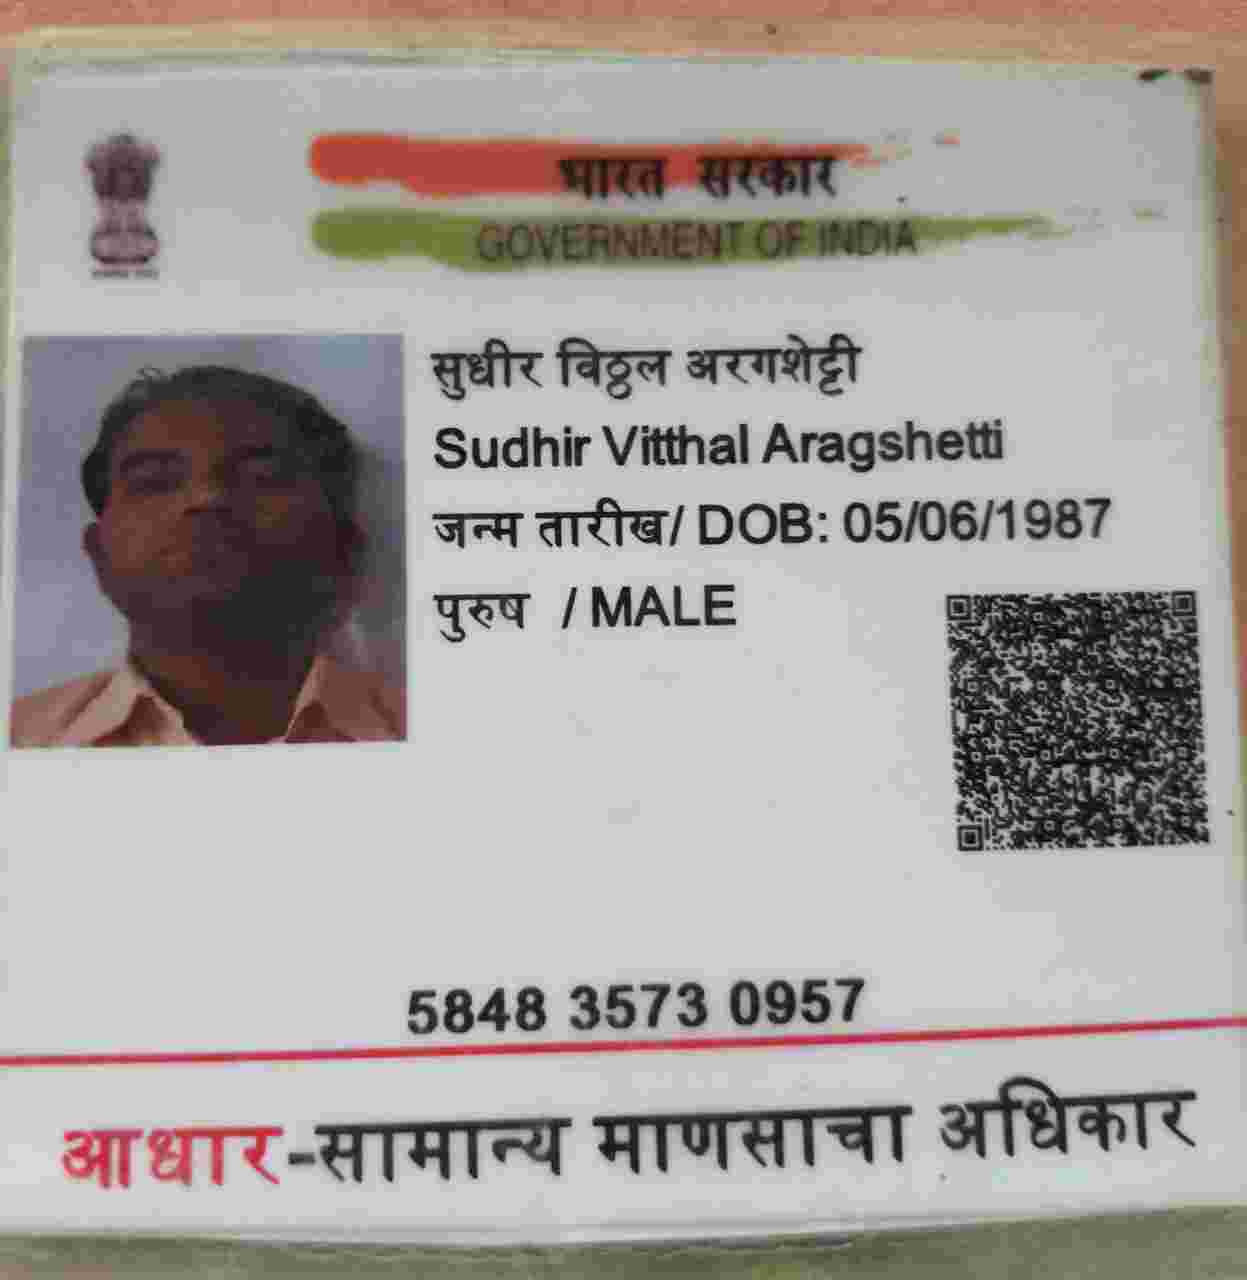 भारत सरकार
GOVERNMENT OF INDIA
सुधीर विठ्ठल अरगशेट्टी
Sudhir Vitthal Aragshetti
जन्म तारीख/ DOB: 05/06/1987
पुरुष / MALE
5848 3573 0957
आधार-सामान्य माणसाचा अधिकार